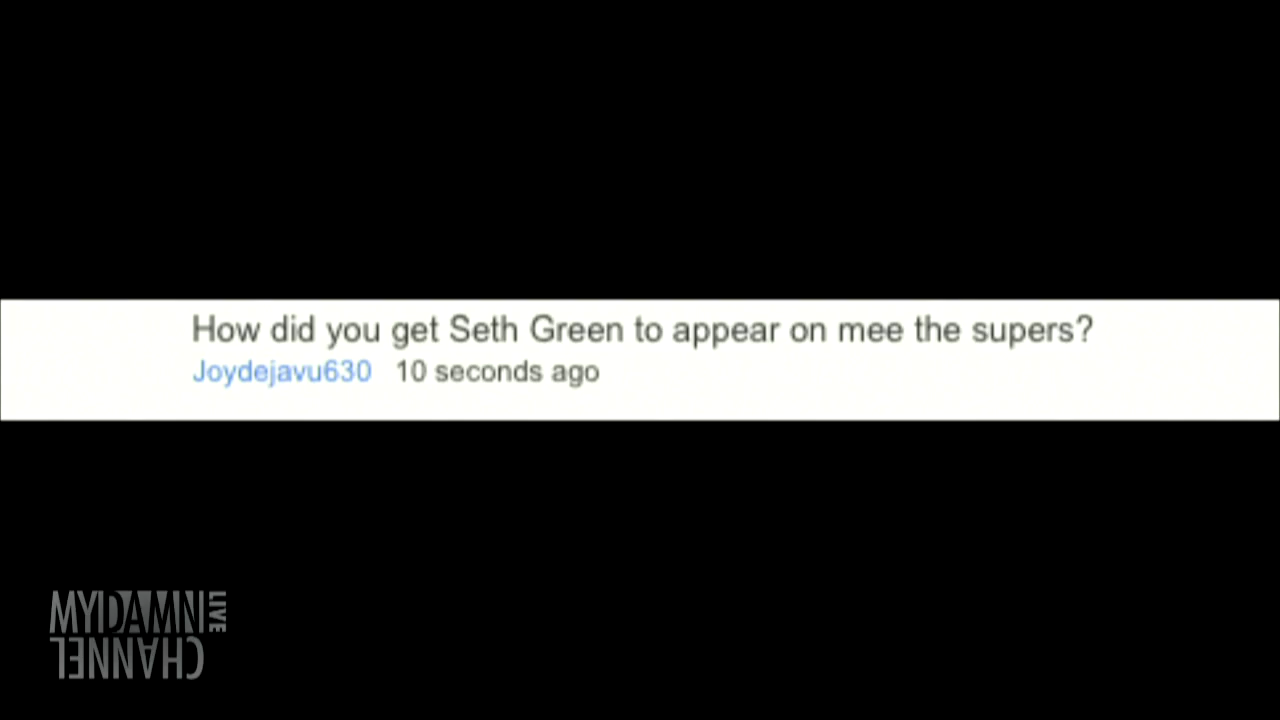 How did you get Seth Green to appear on mee the supers?
Joydejavu630 10 seconds ago
MYDAMN LIVE
CHANNEL